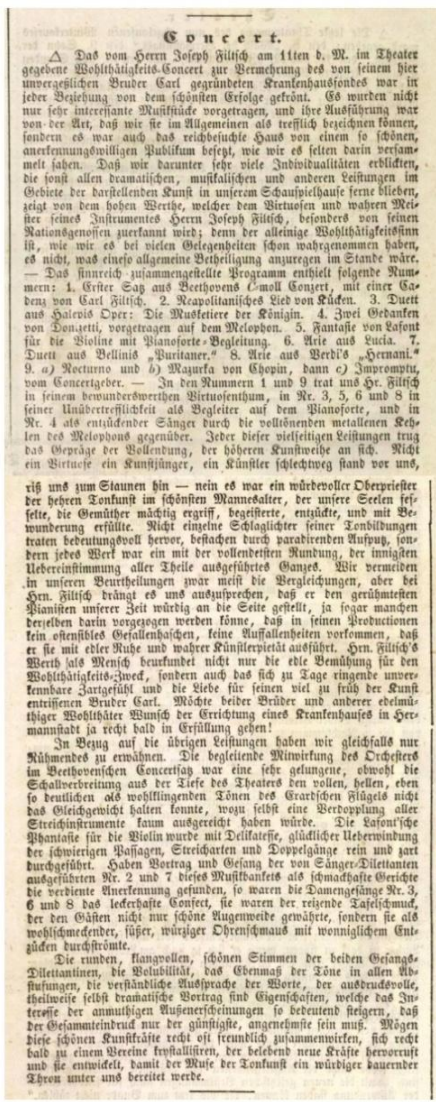 Concert.
△ Das vom Herrn Joseph Filtsch am 11ten d. M. im Theater
gegebene Wohlthätigkeits-Concert zur Vermehrung des von seinem hier
unvergeßlichen Bruder Carl gegründeten Krankenhausfondes war in
jeder Beziehung von dem schönsten Erfolge gekrönt. Es wurden nicht
nur sehr interessante Musikstücke vorgetragen, und ihre Ausführung war
von der Art, daß wir sie im Allgemeinen als trefflich bezeichnen können,
sondern es war auch das reichbesuchte Haus von einem so schönen,
anerkennungswilligen Publikum besetzt, wie wir es selten darin versam-
melt sahen. Daß wir darunter sehr viele Individualitäten erblickten,
die sonst allen dramatischen, musikalischen und anderen Leistungen im
Gebiete der darstellenden Kunst in unserem Schauspielhause ferne blieben,
zeigt von dem hohen Werthe, welcher dem Virtuosen und wahren Mei-
ster seines Instrumentes Herrn Joseph Filtsch, besonders von seinen
Nationsgenossen zuerkannt wird; denn der alleinige Wohlthätigkeitssinn
ist, wie wir es bei vielen Gelegenheiten schon wahrgenommen haben,
es nicht, was eine so allgemeine Betheiligung anzuregen im Stande wäre.
— Das sinnreich zusammengestellte Programm enthielt folgende Num-
mern: 1. Erster Satz aus Beethovens C-moll Conzert, mit einer Ca-
denz von Carl Filtsch. 2. Neapolitanisches Lied von Kücken. 3. Duett
aus Halevis Oper: Die Musketiere der Königin. 4. Zwei Gedanken
von Donizetti, vorgetragen auf dem Melophon. 5. Fantasie von Lafont
für die Violine mit Pianoforte-Begleitung. 6. Arie aus Lucia. 7.
Duett aus Bellinis „Puritaner.“ 8. Arie aus Verdi's „Hernani.“
9. a) Nocturno und b) Mazurka von Chopin, dann c) Impromptu,
vom Concertgeber. — In den Nummern 1 und 9 trat uns Hr. Filtsch
in seinem bewundernswerthen Virtuosenthum, in Nr. 3, 5, 6 und 8 in
seiner Unübertrefflichkeit als Begleiter auf dem Pianoforte, und in
Nr. 4 als entzückender Sänger durch die volltönenden metallenen Keh-
len des Melophons gegenüber. Jeder dieser vielseitigen Leistungen trug
das Gepräge der Vollendung, der höheren Kunstweihe an sich. Nicht
ein Virtuose ein Kunstjünger, ein Künstler schlechtweg stand vor uns,
riß uns zum Staunen hin — nein es war ein würdevoller Oberpriester
der hehren Tonkunst im schönsten Mannesalter, der unsere Seelen fes-
selte, die Gemüther mächtig ergriff, begeisterte, entzückte, und mit Be-
wunderung erfüllte. Nicht einzelne Schlaglichter seiner Tonbildungen
traten bedeutungsvoll hervor, bestachen durch paradirenden Aufputz, son-
dern jedes Werk war ein mit der vollendetsten Rundung, der innigsten
Uebereinstimmung aller Theile ausgeführtes Ganzes. Wir vermeiden
in unseren Beurtheilungen zwar meist die Vergleichungen, aber bei
Hrn. Filtsch drängt es uns auszusprechen, daß er den gerühmtesten
Pianisten unserer Zeit würdig an die Seite gestellt, ja sogar manchen
derselben darin vorgezogen werden könne, daß in seinen Productionen
kein ostensibles Gefallenhaschen, keine Auffallenheiten vorkommen, daß
er sie mit edler Ruhe und wahrer Künstlerpietät ausführt. Hrn. Filtsch's
Werth als Mensch beurkundet nicht nur die edle Bemühung für den
Wohlthätigkeits-Zweck, sondern auch das sich zu Tage ringende unver-
kennbare Zartgefühl und die Liebe für seinen viel zu früh der Kunst
entrissenen Bruder Carl. Möchte beider Brüder und anderer edelmü-
thiger Wohlthäter Wunsch der Errichtung eines Krankenhauses in Her-
mannstadt ja recht bald in Erfüllung gehen!
In Bezug auf die übrigen Leistungen haben wir gleichfalls nur
Rühmendes zu erwähnen. Die begleitende Mitwirkung des Orchesters
im Beethovenschen Concertsatz war eine sehr gelungene, obwohl die
Schallverbreitung aus der Tiefe des Theaters den vollen, hellen, eben
so deutlichen als wohlklingenden Tönen des Erardschen Flügels nicht
das Gleichgewicht halten konnte, wozu selbst eine Verdopplung aller
Streichinstrumente kaum ausgereicht haben würde. Die Lafont'sche
Phantasie für die Violin wurde mit Delikatesse, glücklicher Ueberwindung
der schwierigen Passagen, Streicharten und Doppelgänge rein und zart
durchgeführt. Haben Vortrag und Gesang der von Sänger-Dilettanten
ausgeführten Nr. 2 und 7 dieses Musikbankets als schmackhafte Gerichte
die verdiente Anerkennung gefunden, so waren die Damengesänge Nr. 3,
6 und 8 das leckerhafte Confect, sie waren der reizende Tafelschmuck,
der den Gästen nicht nur schöne Augenweide gewährte, sondern sie als
wohlschmeckender, süßer, würziger Ohrenschmaus mit wonniglichem Ent-
zücken durchströmte.
Die runden, klangvollen, schönen Stimmen der beiden Gesangs-
Dilettantinen, die Volubilität, das Ebenmaß der Töne in allen Ab-
stufungen, die verständliche Aussprache der Worte, der ausdrucksvolle,
theilweise selbst dramatische Vortrag sind Eigenschaften, welche das In-
teresse der anmuthigen Außenerscheinungen so bedeutend steigern, daß
der Gesammteindruck nur der günstigste, angenehmste sein muß. Mögen
diese schönen Kunstkräfte recht oft freundlich zusammenwirken, sich recht
bald zu einem Vereine krystallisiren, der belebend neue Kräfte hervorruft
und sie entwickelt, damit der Muse der Tonkunst ein würdiger dauernder
Thron unter uns bereitet werde.